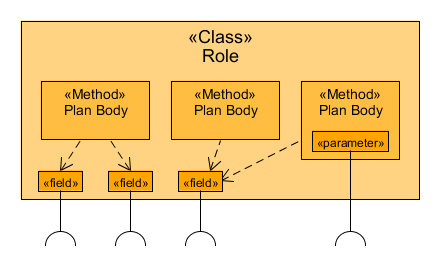 «Class»
Role
«Method»
Plan Body
«Method»
Plan Body
«Method»
Plan Body
«parameter»
«field»
«field»
«field»